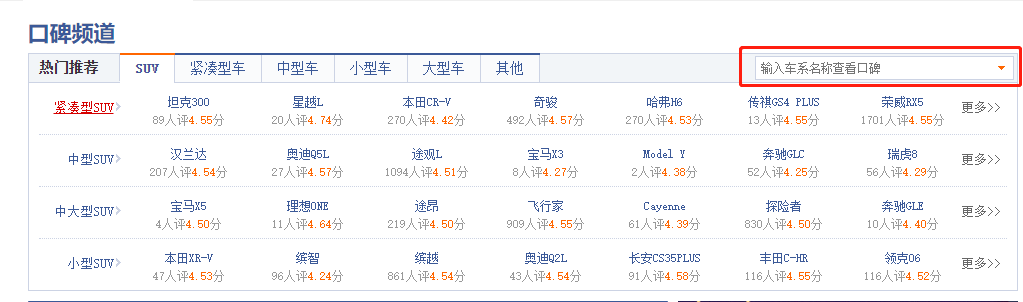 口碑频道
热门推荐 SUV 紧凑型车 中型车 小型车 大型车 其他 输入车系名称查看口碑
紧凑型SUV 坦克300 星越L 本田CR-V 奇骏 哈弗H6 传祺GS4 PLUS 荣威RX5 更多>>
89人评4.55分 20人评4.74分 270人评4.42分 492人评4.57分 270人评4.53分 13人评4.55分 1701人评4.55分
中型SUV 汉兰达 奥迪Q5L 途观L 宝马X3 Model Y 奔驰GLC 瑞虎8 更多>>
207人评4.54分 27人评4.57分 1094人评4.51分 8人评4.27分 2人评4.38分 52人评4.25分 56人评4.29分
中大型SUV 宝马X5 理想ONE 途昂 飞行家 Cayenne 探险者 奔驰GLE 更多>>
4人评4.50分 11人评4.64分 219人评4.50分 909人评4.55分 61人评4.39分 830人评4.50分 10人评4.40分
小型SUV 本田XR-V 缤智 缤越 奥迪Q2L 长安CS35PLUS 丰田C-HR 领克06 更多>>
47人评4.53分 96人评4.24分 861人评4.54分 43人评4.54分 91人评4.58分 116人评4.55分 116人评4.52分